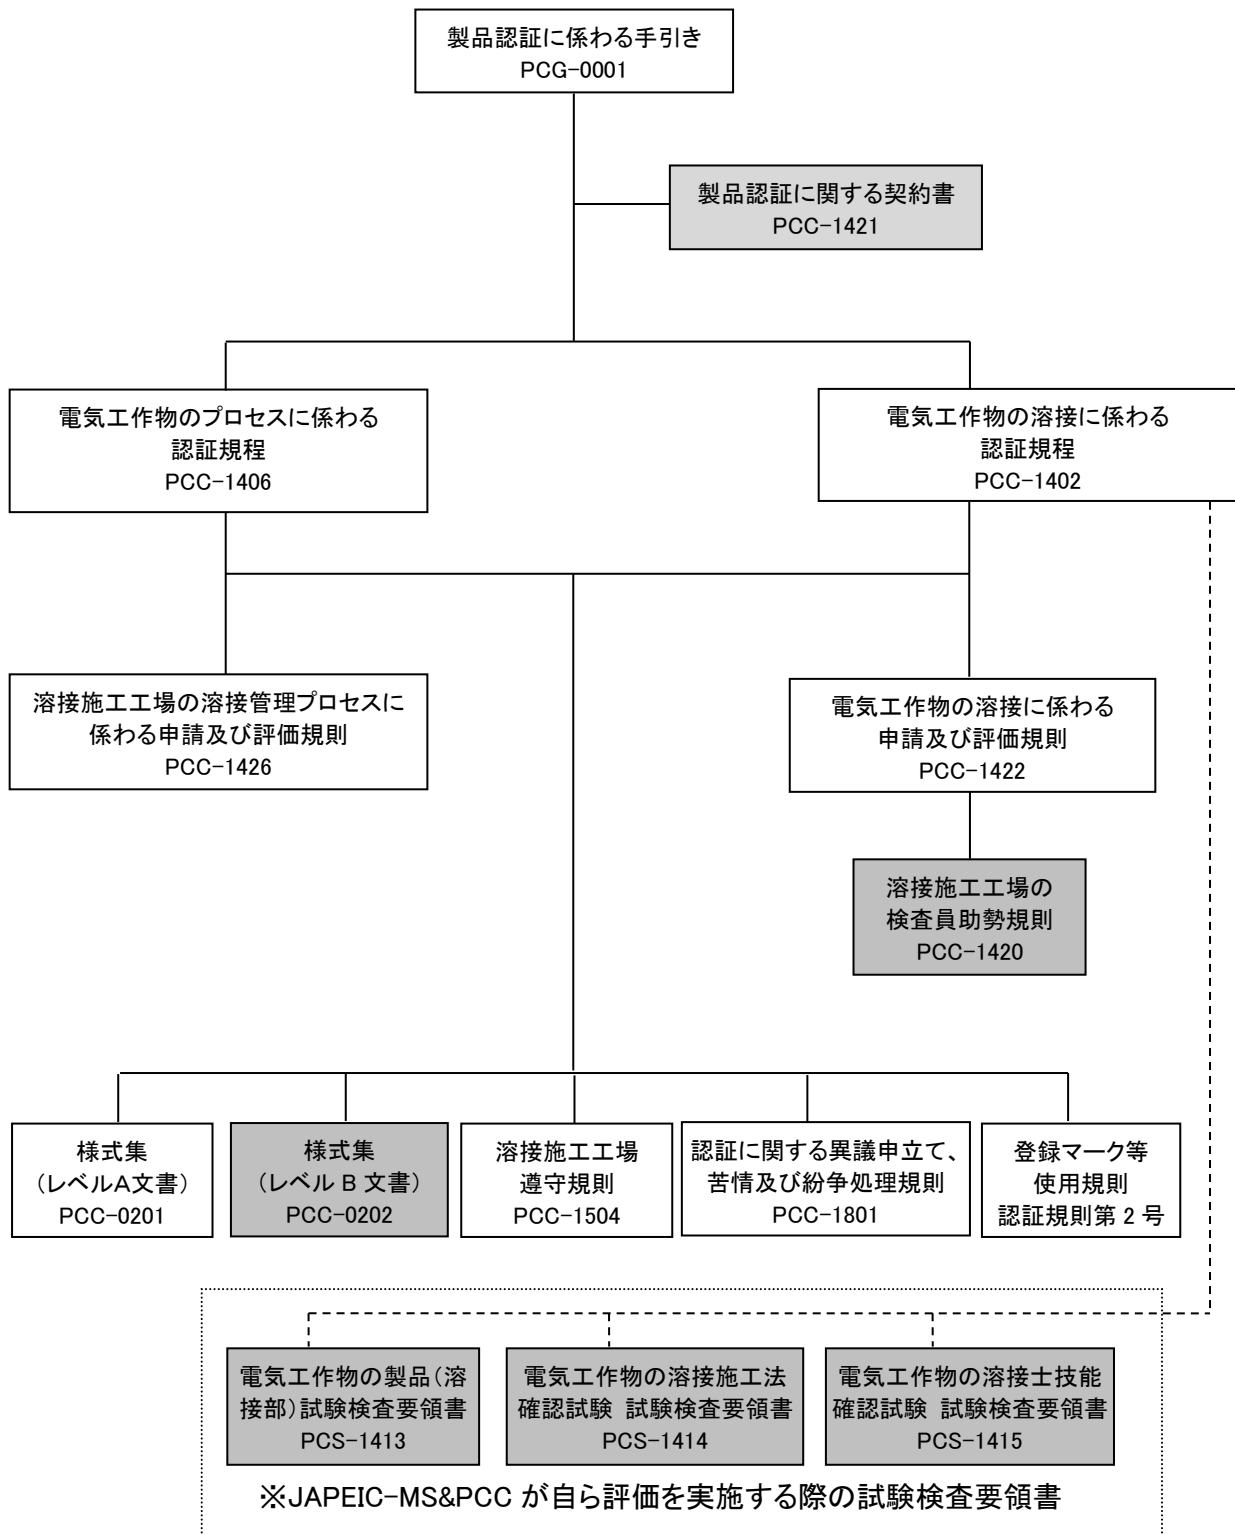 製品認証に係わる手引き
PCG-0001
製品認証に関する契約書
PCC-1421
電気工作物のプロセスに係わる
認証規程
PCC-1406
電気工作物の溶接に係わる
認証規程
PCC-1402
溶接施工工場の溶接管理プロセスに
係わる申請及び評価規則
PCC-1426
電気工作物の溶接に係わる
申請及び評価規則
PCC-1422
溶接施工工場の
検査員助勢規則
PCC-1420
様式集
(レベルA文書)
PCC-0201
様式集
(レベル B 文書)
PCC-0202
溶接施工工場
遵守規則
PCC-1504
認証に関する異議申立て、
苦情及び紛争処理規則
PCC-1801
登録マーク等
使用規則
認証規則第 2 号
電気工作物の製品(溶
接部)試験検査要領書
PCS-1413
電気工作物の溶接施工法
確認試験 試験検査要領書
PCS-1414
電気工作物の溶接士技能
確認試験 試験検査要領書
PCS-1415
※JAPEIC-MS&PCC が自ら評価を実施する際の試験検査要領書